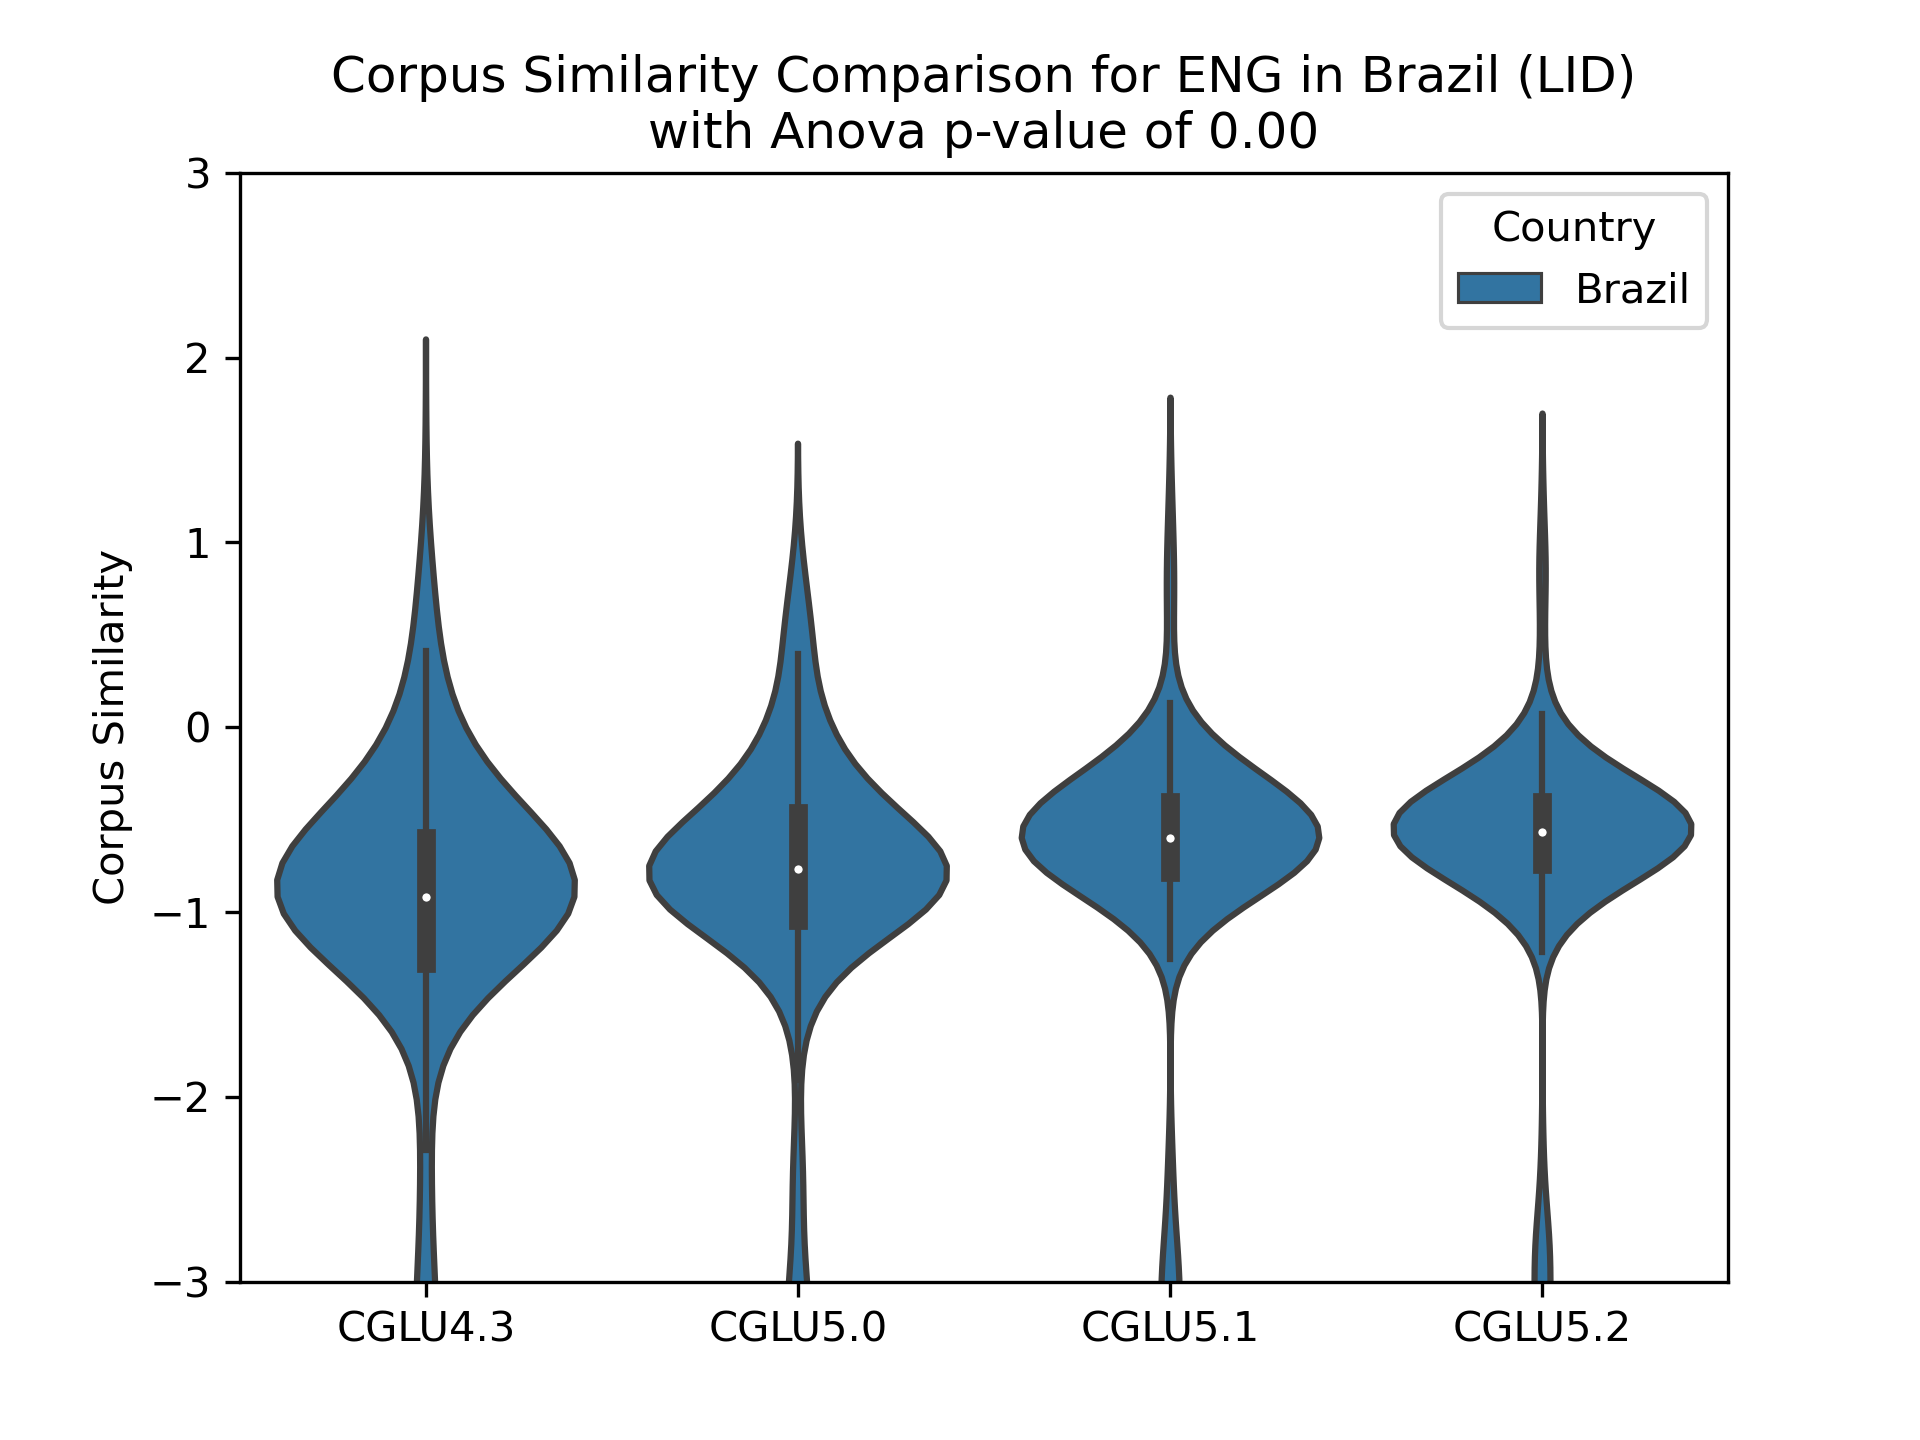 Corpus Similarity Comparison for ENG in Brazil (LID)
with Anova p-value of 0.00
Country
Brazil
Corpus Similarity
3
2
1
0
−1
−2
−3
CGLU4.3
CGLU5.0
CGLU5.1
CGLU5.2